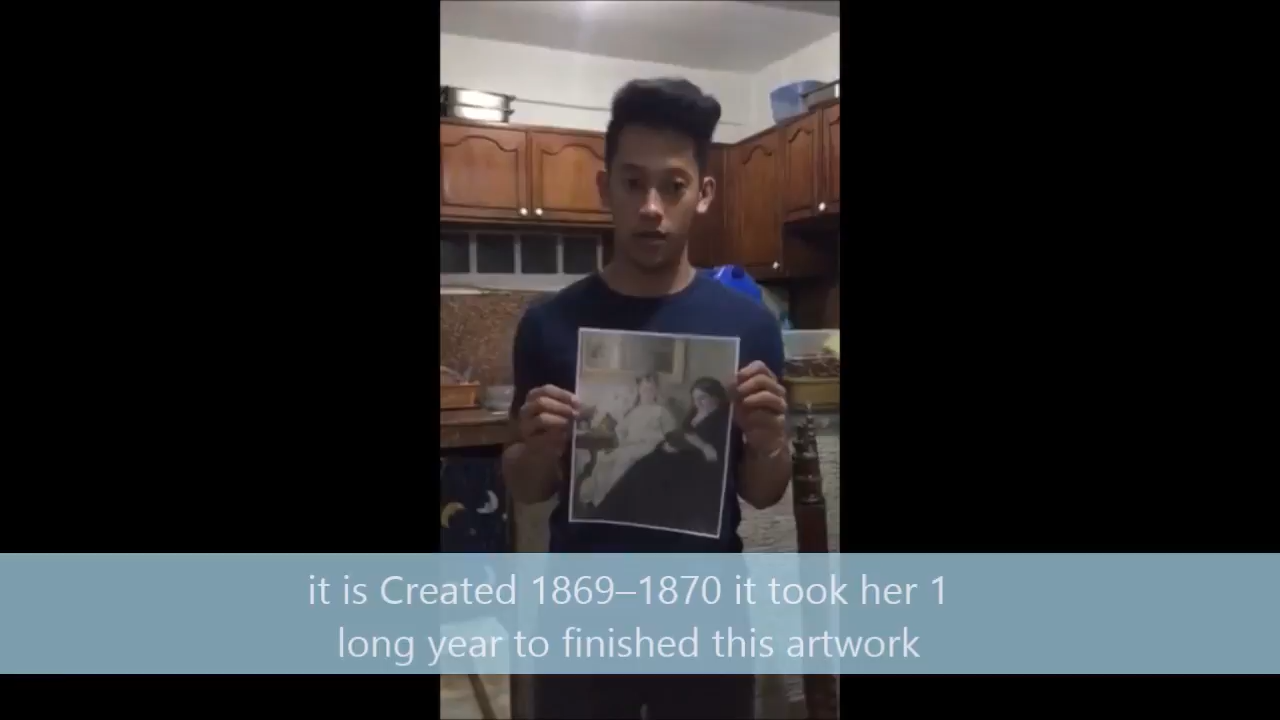 it is Created 1869–1870 it took her 1
long year to finished this artwork